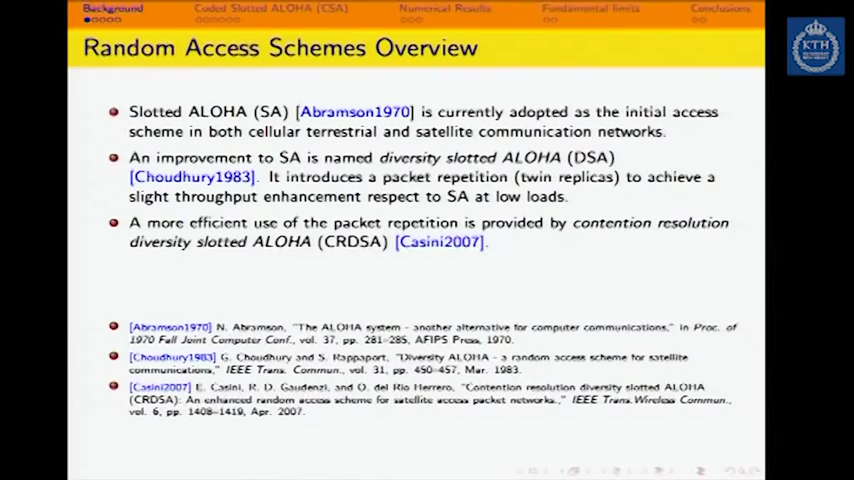 Background Coded Slotted ALOHA (CSA) Numerical Results Fundamental limits Conclusions
Random Access Schemes Overview
KTH
Slotted ALOHA (SA) [Abramson1970] is currently adopted as the initial access
scheme in both cellular terrestrial and satellite communication networks.
An improvement to SA is named diversity slotted ALOHA (DSA)
[Choudhury1983]. It introduces a packet repetition (twin replicas) to achieve a
slight throughput enhancement respect to SA at low loads.
A more efficient use of the packet repetition is provided by contention resolution
diversity slotted ALOHA (CRDSA) [Casini2007].
[Abramson1970] N. Abramson, "The ALOHA system - another alternative for computer communications," in Proc. of
1970 Fall Joint Computer Conf., vol. 37, pp. 281–285, AFIPS Press, 1970.
[Choudhury1983] G. Choudhury and S. Rappaport, "Diversity ALOHA - a random access scheme for satellite
communications," IEEE Trans. Commun., vol. 31, pp. 450–457, Mar. 1983.
[Casini2007] E. Casini, R. D. Gaudenzi, and O. del Rio Herrero, "Contention resolution diversity slotted ALOHA
(CRDSA): An enhanced random access scheme for satellite access packet networks.," IEEE Trans.Wireless Commun.,
vol. 6, pp. 1408–1419, Apr. 2007.